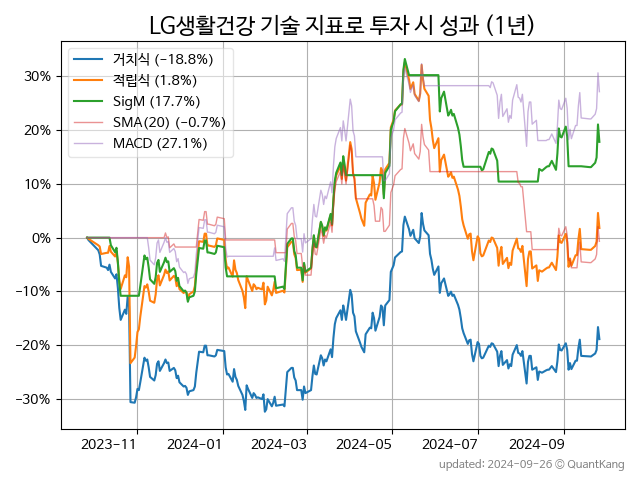 LG생활건강 기술 지표로 투자 시 성과 (1년)
거치식 (-18.8%)
적립식 (1.8%)
SigM (17.7%)
SMA(20) (-0.7%)
MACD (27.1%)
30%
20%
10%
0%
-10%
-20%
-30%
2023-11 2024-01 2024-03 2024-05 2024-07 2024-09
updated: 2024-09-26 © QuantKang